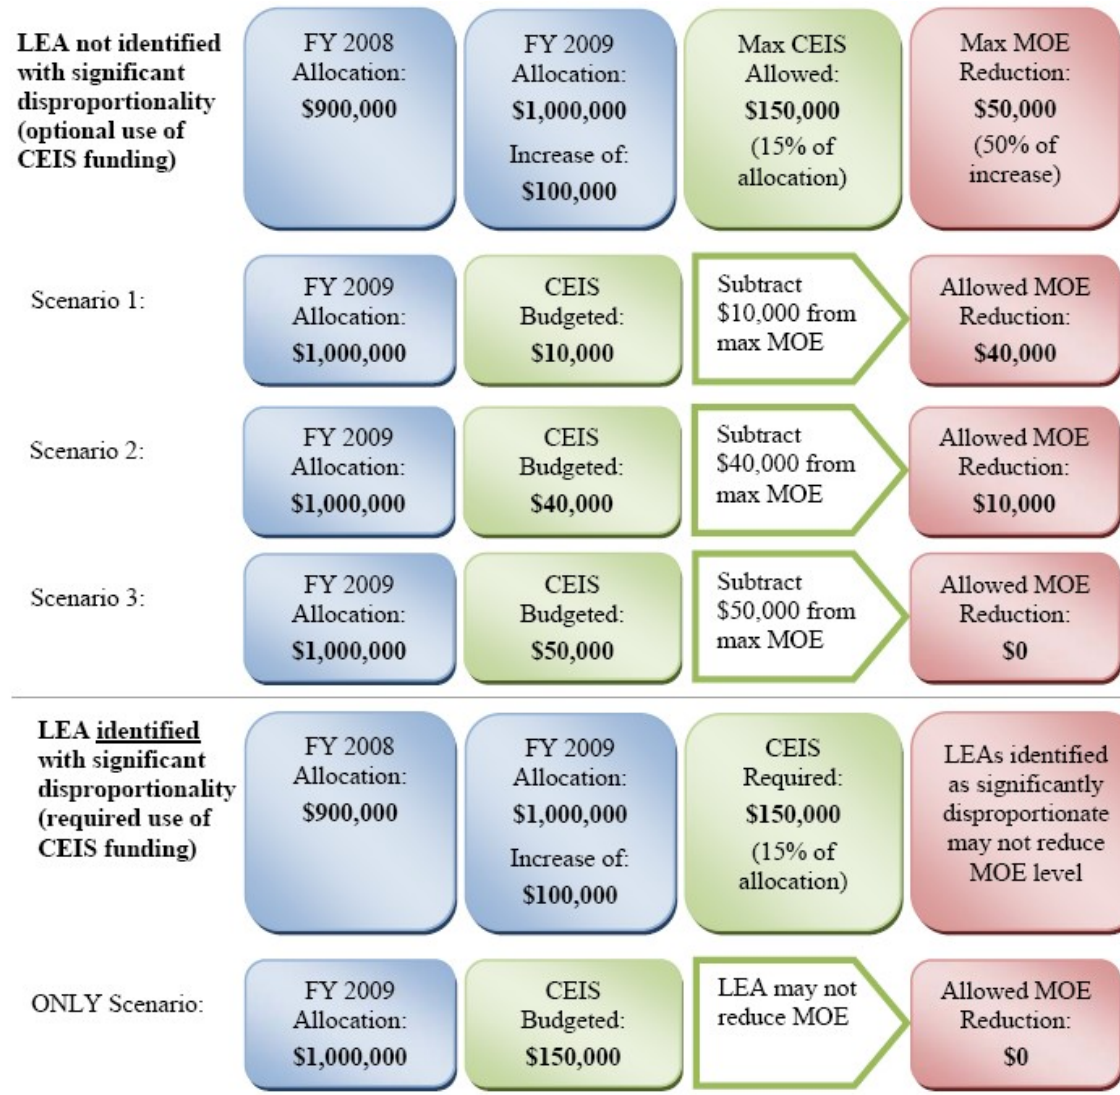 LEA not identified
with significant
disproportionality
(optional use of
CEIS funding)
FY 2008
Allocation:
$900,000
FY 2009
Allocation:
$1,000,000
Increase of:
$100,000
Max CEIS
Allowed:
$150,000
(15% of
allocation)
Max MOE
Reduction:
$50,000
(50% of
increase)
Scenario 1:
FY 2009
Allocation:
$1,000,000
CEIS
Budgeted:
$10,000
Subtract
$10,000 from
max MOE
Allowed MOE
Reduction:
$40,000
Scenario 2:
FY 2009
Allocation:
$1,000,000
CEIS
Budgeted:
$40,000
Subtract
$40,000 from
max MOE
Allowed MOE
Reduction:
$10,000
Scenario 3:
FY 2009
Allocation:
$1,000,000
CEIS
Budgeted:
$50,000
Subtract
$50,000 from
max MOE
Allowed MOE
Reduction:
$0
LEA identified
with significant
disproportionality
(required use of
CEIS funding)
FY 2008
Allocation:
$900,000
FY 2009
Allocation:
$1,000,000
Increase of:
$100,000
CEIS
Required:
$150,000
(15% of
allocation)
LEAs identified
as significantly
disproportionate
may not reduce
MOE level
ONLY Scenario:
FY 2009
Allocation:
$1,000,000
CEIS
Budgeted:
$150,000
LEA may not
reduce MOE
Allowed MOE
Reduction:
$0